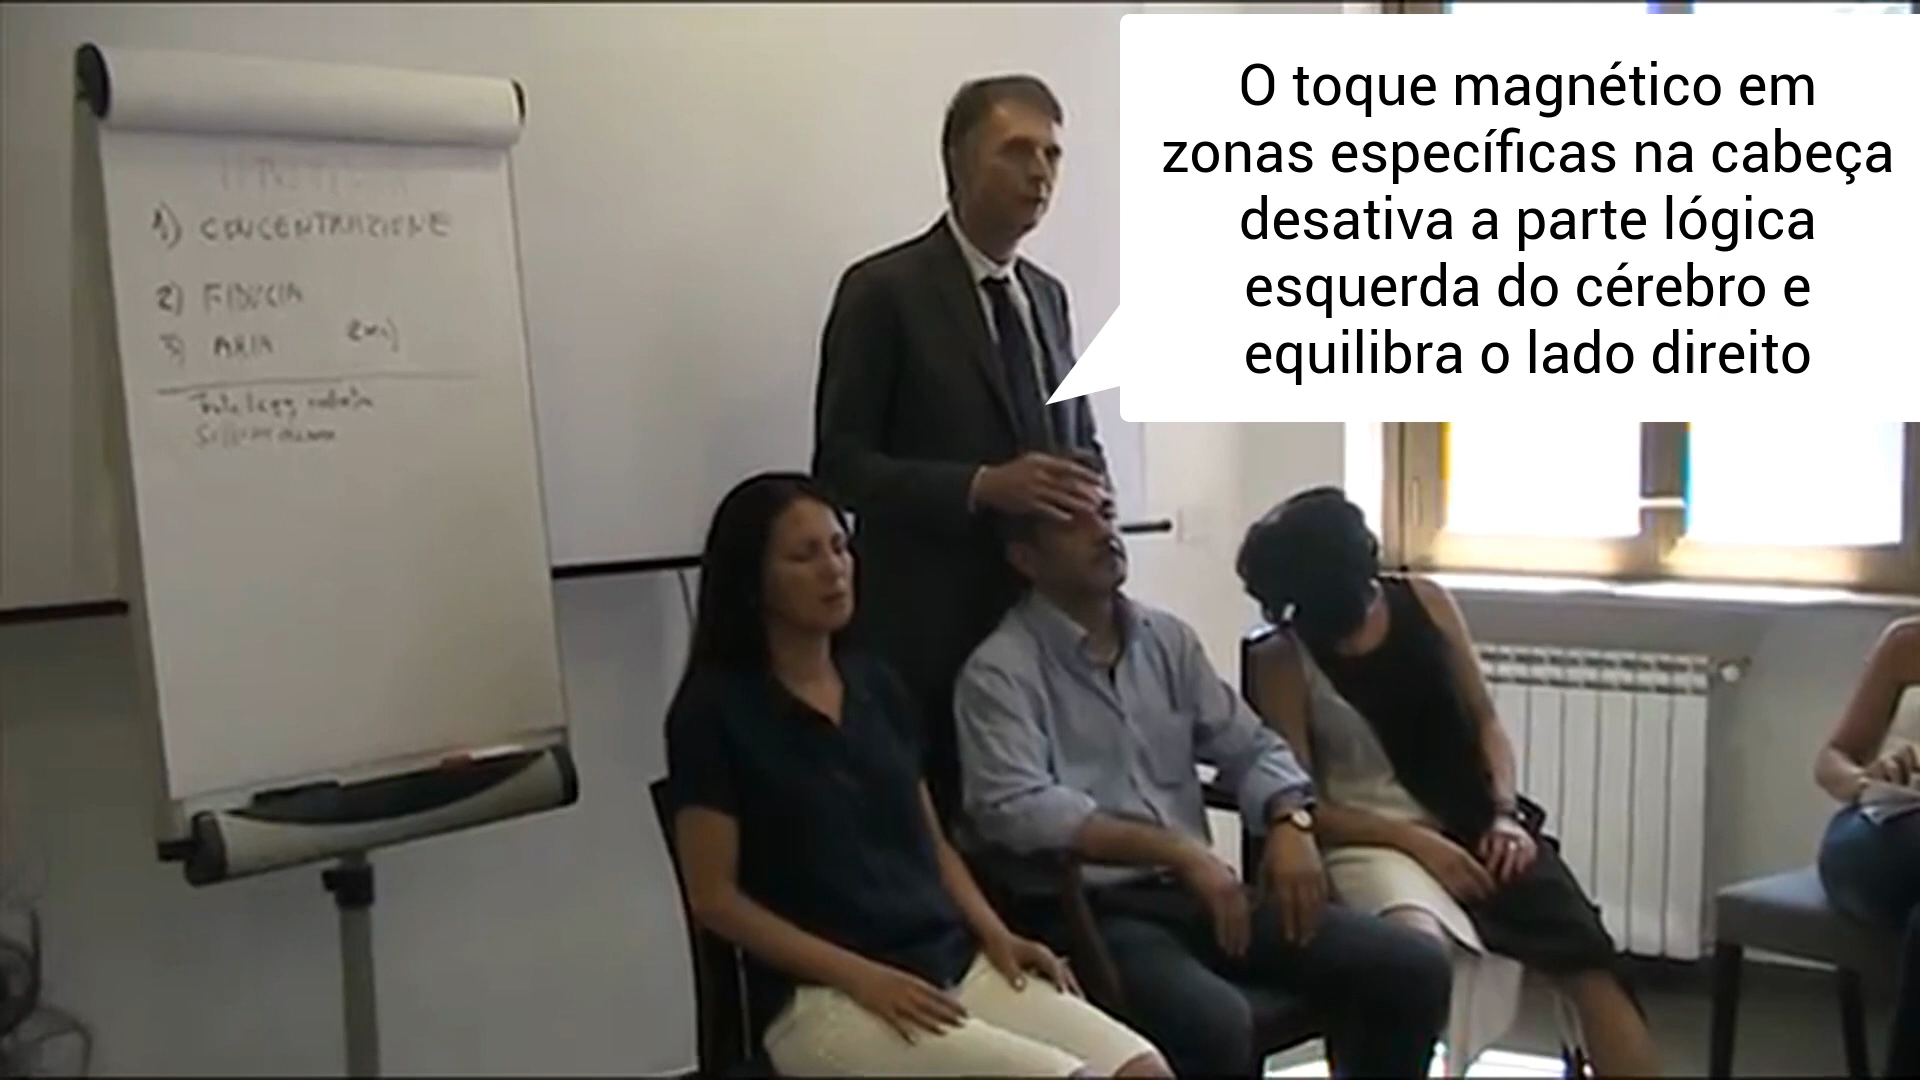 1) CONCENTRAZIONE
2) FIDUCIA
3) ARIA
O toque magnético em
zonas específicas na cabeça
desativa a parte lógica
esquerda do cérebro e
equilibra o lado direito